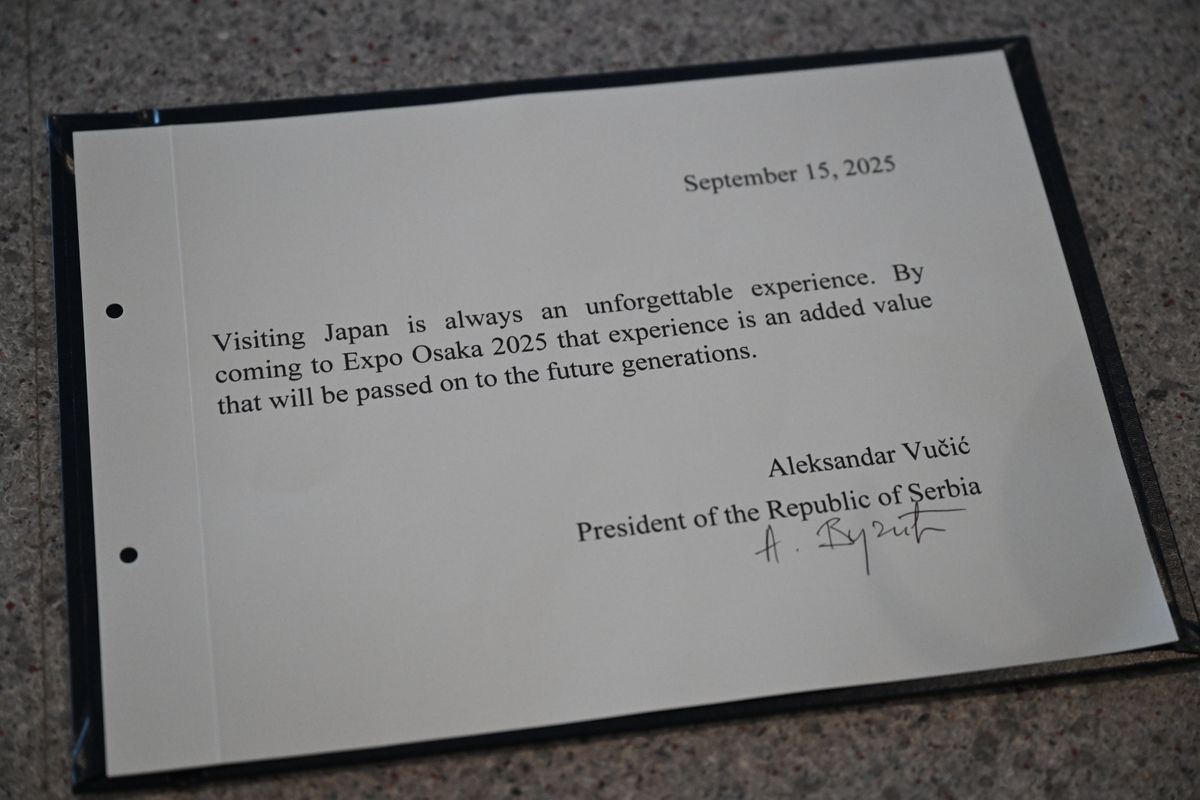 September 15, 2025
Visiting Japan is always an unforgettable experience. By
coming to Expo Osaka 2025 that experience is an added value
that will be passed on to the future generations.
Aleksandar Vučić
President of the Republic of Serbia
А. Вучић